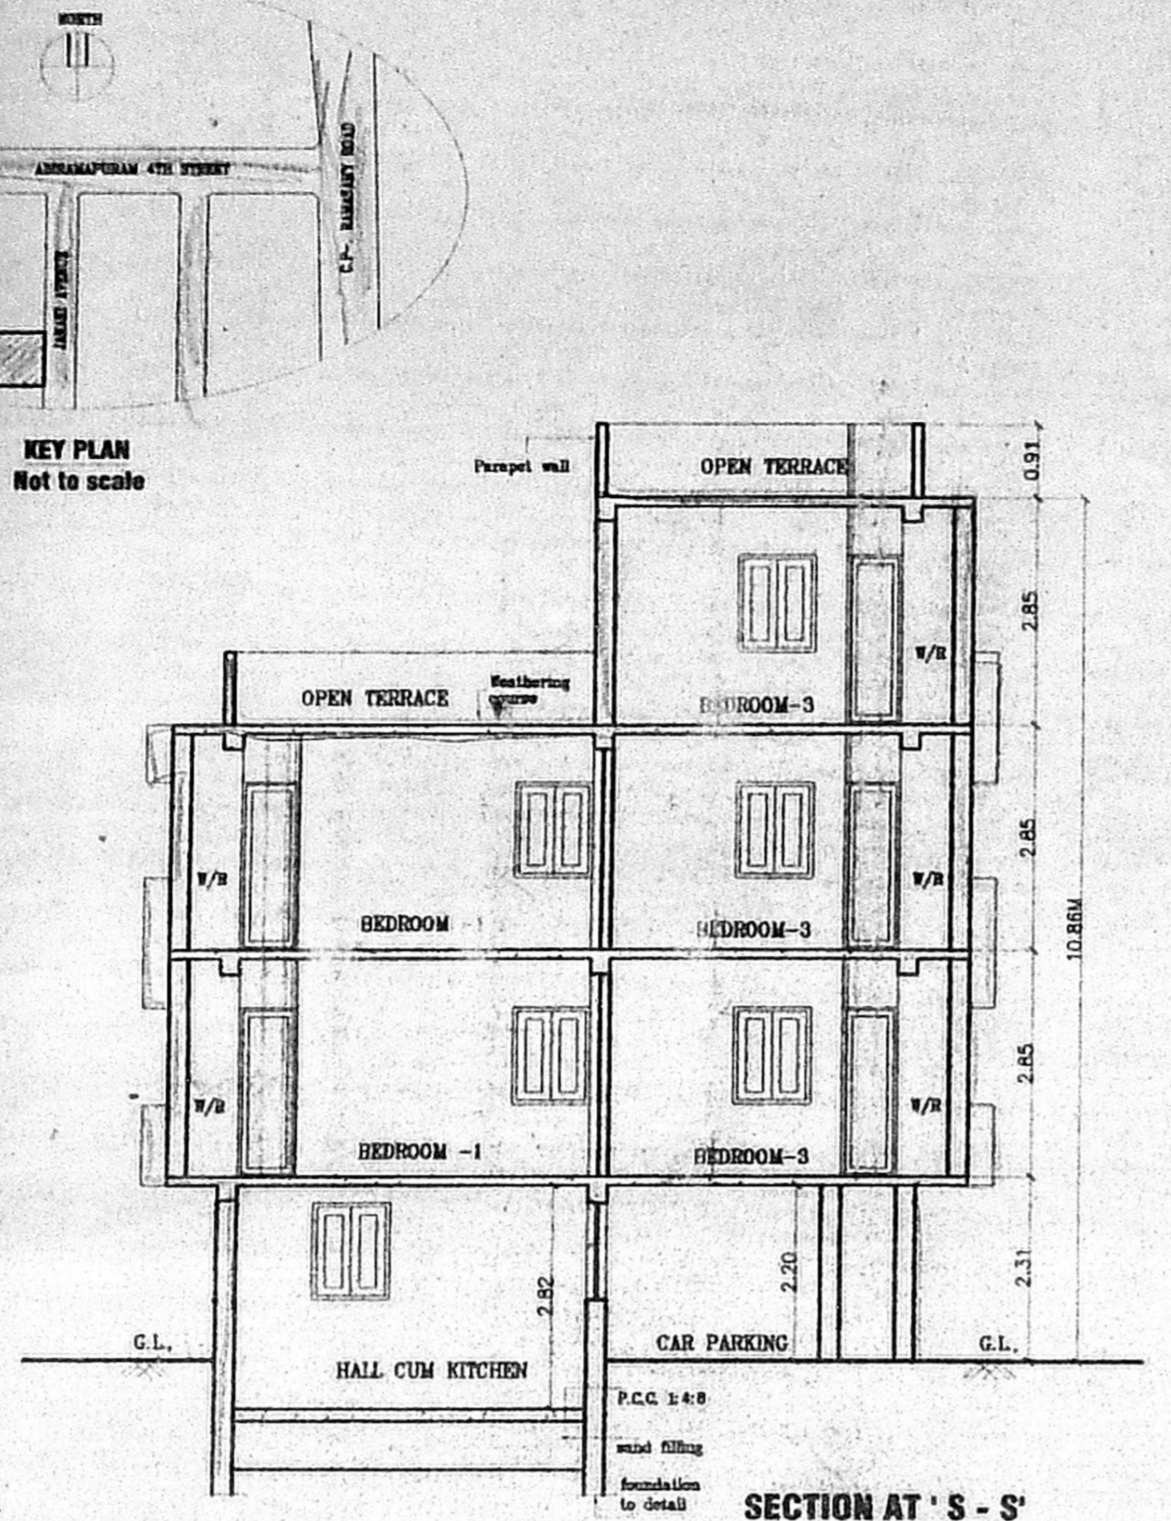 NORTH
ABIRAMAPURAM 4TH STREET
C.P. RAMASAMY ROAD
JANAKI AVENUE
KEY PLAN
Not to scale
Parapet wall
OPEN TERRACE
0.91
2.85
W/R
BEDROOM-3
OPEN TERRACE
Weathering
course
2.85
W/R
W/R
BEDROOM
BEDROOM-3
10.86M
2.85
W/R
W/R
BEDROOM -1
BEDROOM-3
2.82
2.20
2.31
G.L.
CAR PARKING
G.L.
HALL CUM KITCHEN
P.C.C. 1:4:8
sand filling
foundation
to detail
SECTION AT ' S - S'